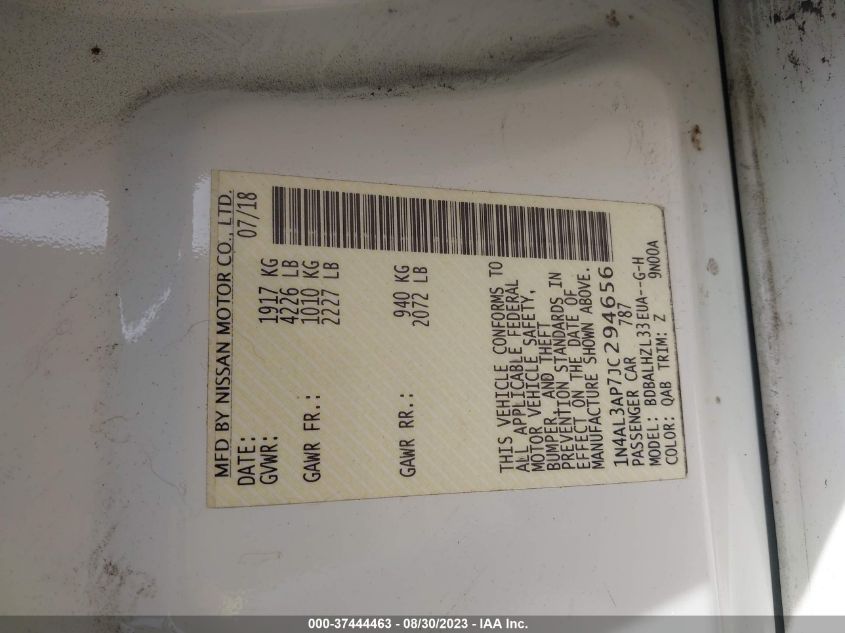 MFD BY NISSAN MOTOR CO., LTD.
DATE: 07/18
GVWR: 1917 KG
4226 LB
GAWR FR.: 1010 KG
2227 LB
GAWR RR.: 940 KG
2072 LB
THIS VEHICLE CONFORMS TO
ALL APPLICABLE FEDERAL
MOTOR VEHICLE SAFETY,
BUMPER, AND THEFT
PREVENTION STANDARDS IN
EFFECT ON THE DATE OF
MANUFACTURE SHOWN ABOVE.
1N4AL3AP7JC294656
PASSENGER CAR 787
MODEL: BDBALHZL33EUA--G-H
COLOR: QAB TRIM: Z 9N00A
000-37444463 - 08/30/2023 - IAA Inc.